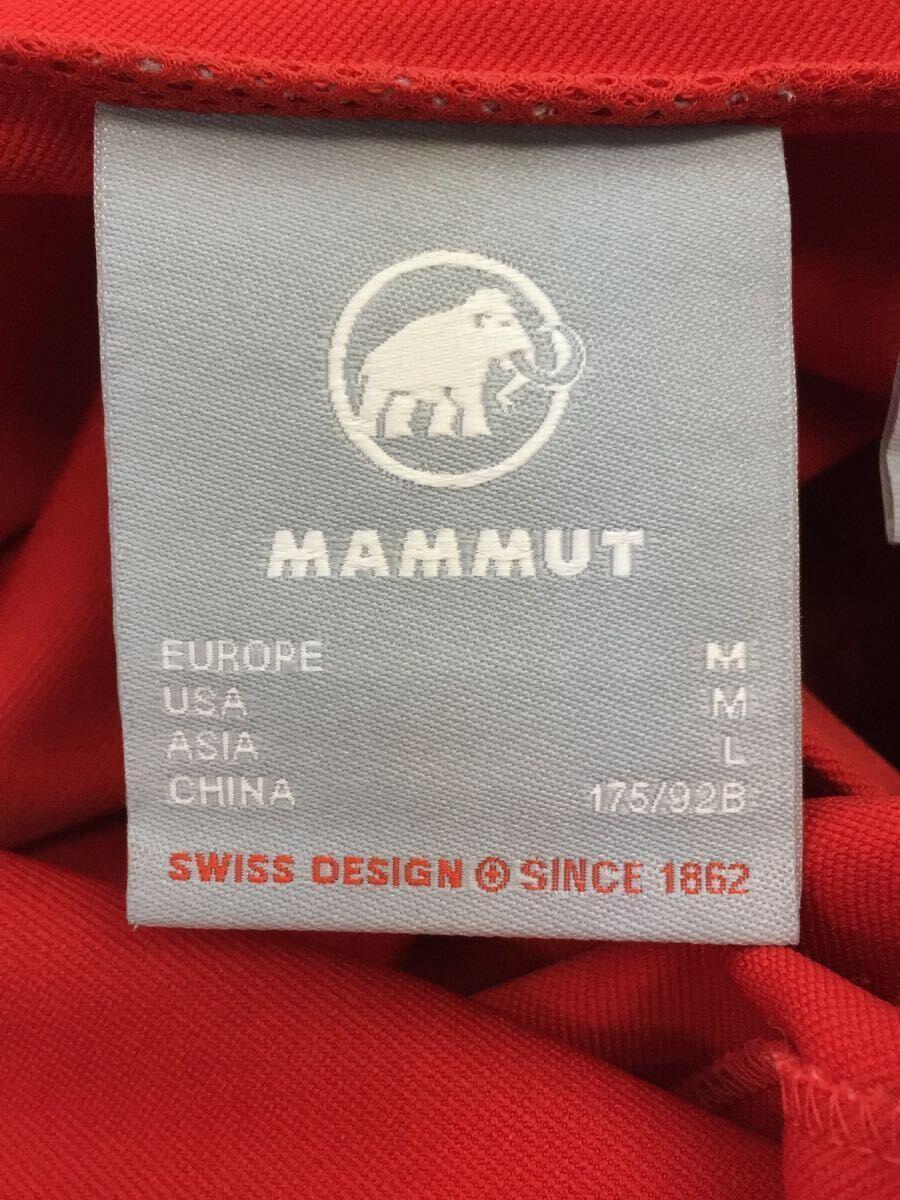 MAMMUT
EUROPE M
USA M
ASIA L
CHINA 175/92B
SWISS DESIGN SINCE 1862